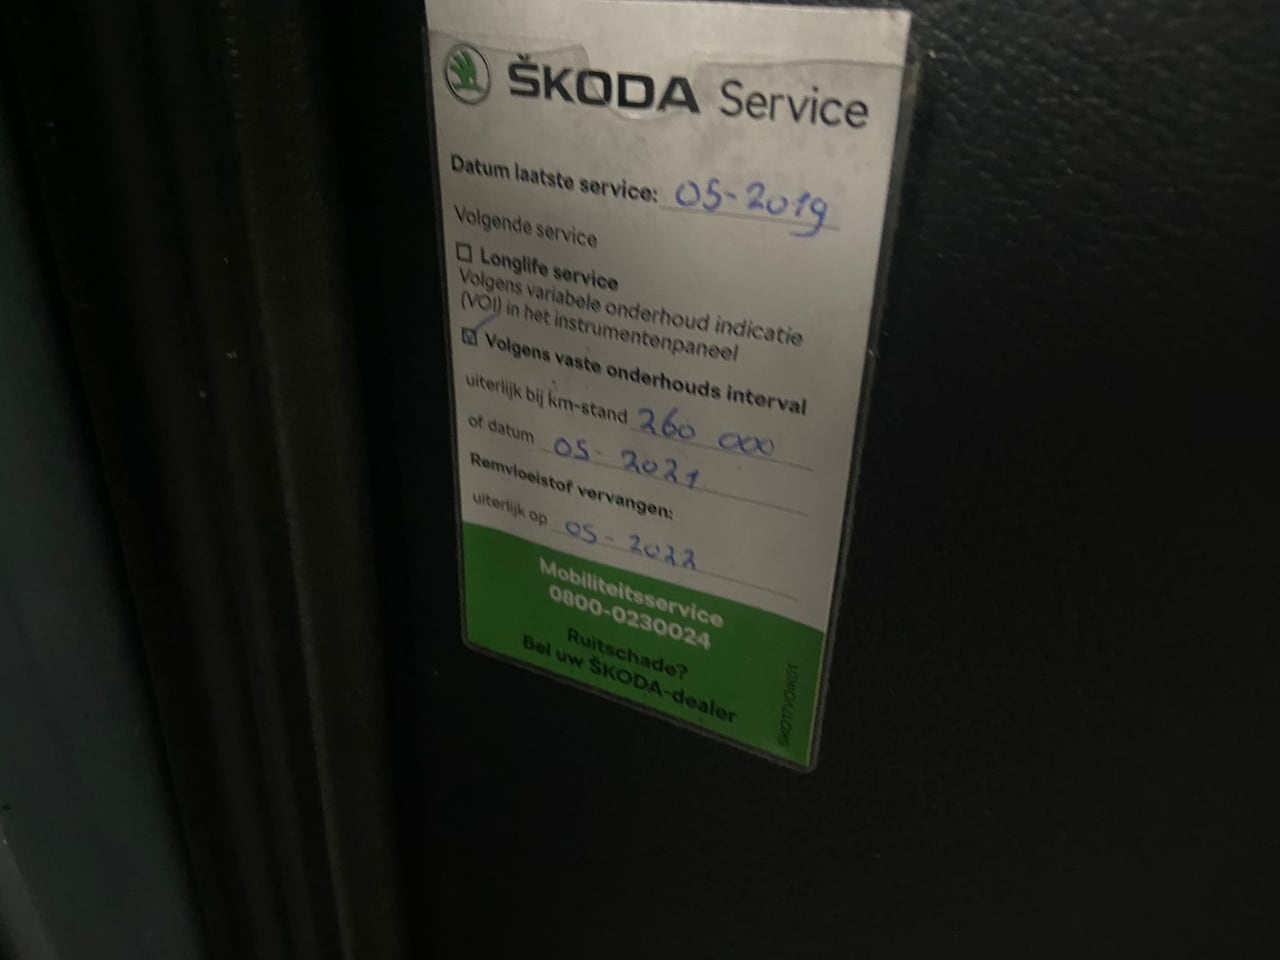 ŠKODA Service
Datum laatste service: 05-2019
Volgende service
Longlife service
Volgens variabele onderhoud indicatie
(VOI) in het instrumentenpaneel
Volgens vaste onderhouds interval
uiterlijk bij km-stand 260 000
of datum 05-2021
Remvloeistof vervangen:
uiterlijk op 05-2022
Mobiliteitsservice
0800-0230024
Ruitschade?
Bel uw ŠKODA-dealer